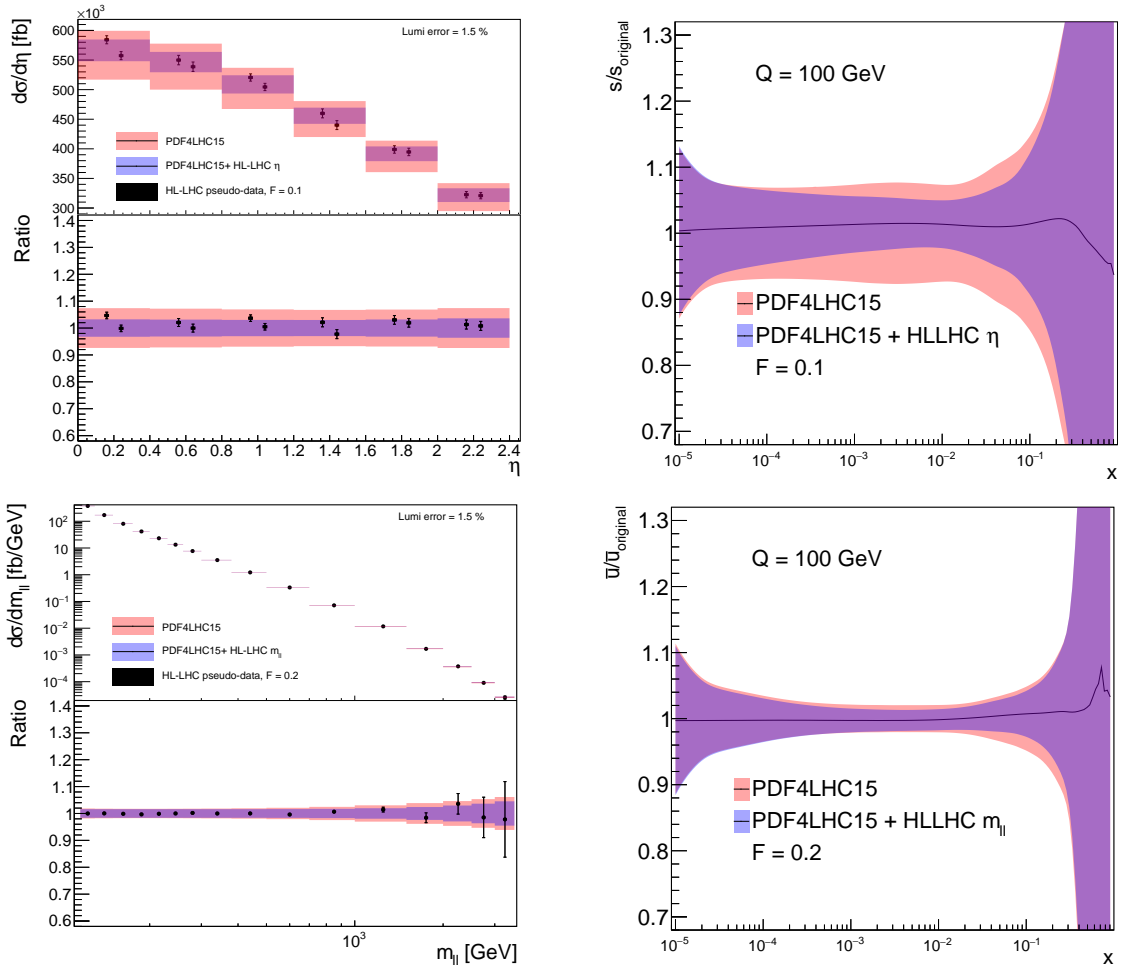 ×10³
dσ/dη [fb]
Lumi error = 1.5 %
600
550
500
450
400
350
300
PDF4LHC15
PDF4LHC15+ HL-LHC η
HL-LHC pseudo-data, F = 0.1
Ratio
1.4
1.3
1.2
1.1
1.0
0.9
0.8
0.7
0.6
0 0.2 0.4 0.6 0.8 1 1.2 1.4 1.6 1.8 2 2.2 2.4
η
s/s_original
1.3
1.2
1.1
1
0.9
0.8
0.7
Q = 100 GeV
PDF4LHC15
PDF4LHC15 + HLLHC η
F = 0.1
10⁻⁵ 10⁻⁴ 10⁻³ 10⁻² 10⁻¹
x
dσ/dm_ll [fb/GeV]
Lumi error = 1.5 %
10²
10
1
10⁻¹
10⁻²
10⁻³
10⁻⁴
PDF4LHC15
PDF4LHC15+ HL-LHC m_ll
HL-LHC pseudo-data, F = 0.2
Ratio
1.4
1.3
1.2
1.1
1.0
0.9
0.8
0.7
0.6
10³
m_ll [GeV]
u̅/u̅_original
1.3
1.2
1.1
1
0.9
0.8
0.7
Q = 100 GeV
PDF4LHC15
PDF4LHC15 + HLLHC m_ll
F = 0.2
10⁻⁵ 10⁻⁴ 10⁻³ 10⁻² 10⁻¹
x